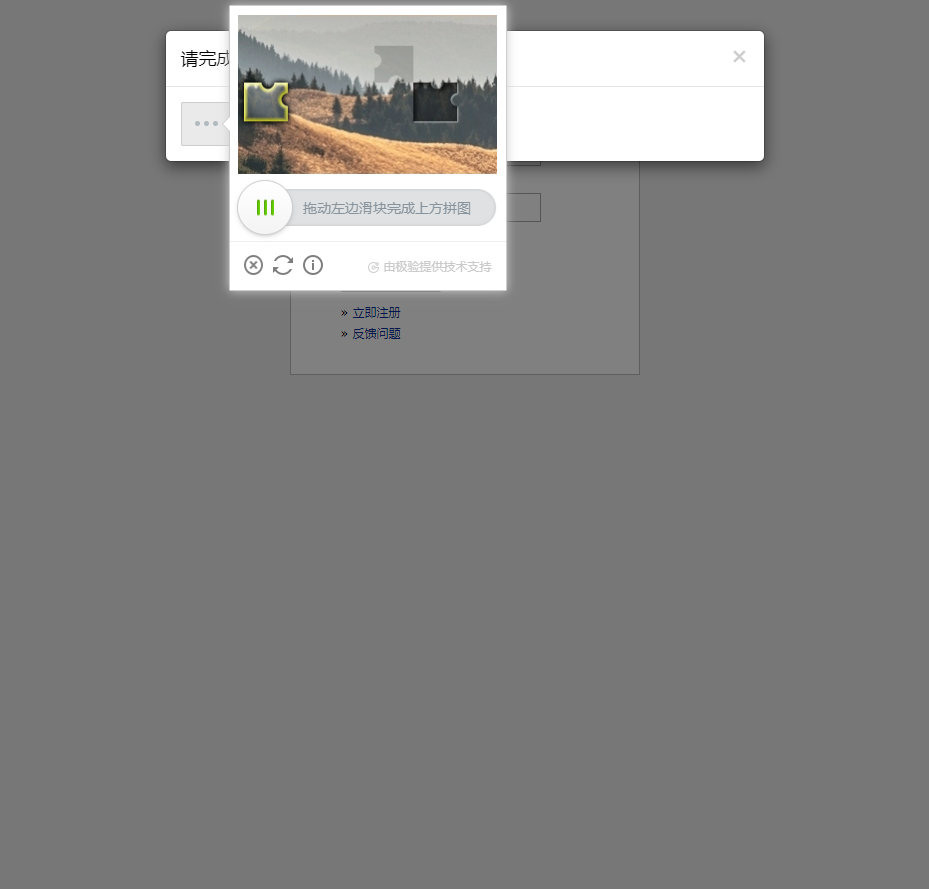 请完成
拖动左边滑块完成上方拼图
由极验提供技术支持
» 立即注册
» 反馈问题